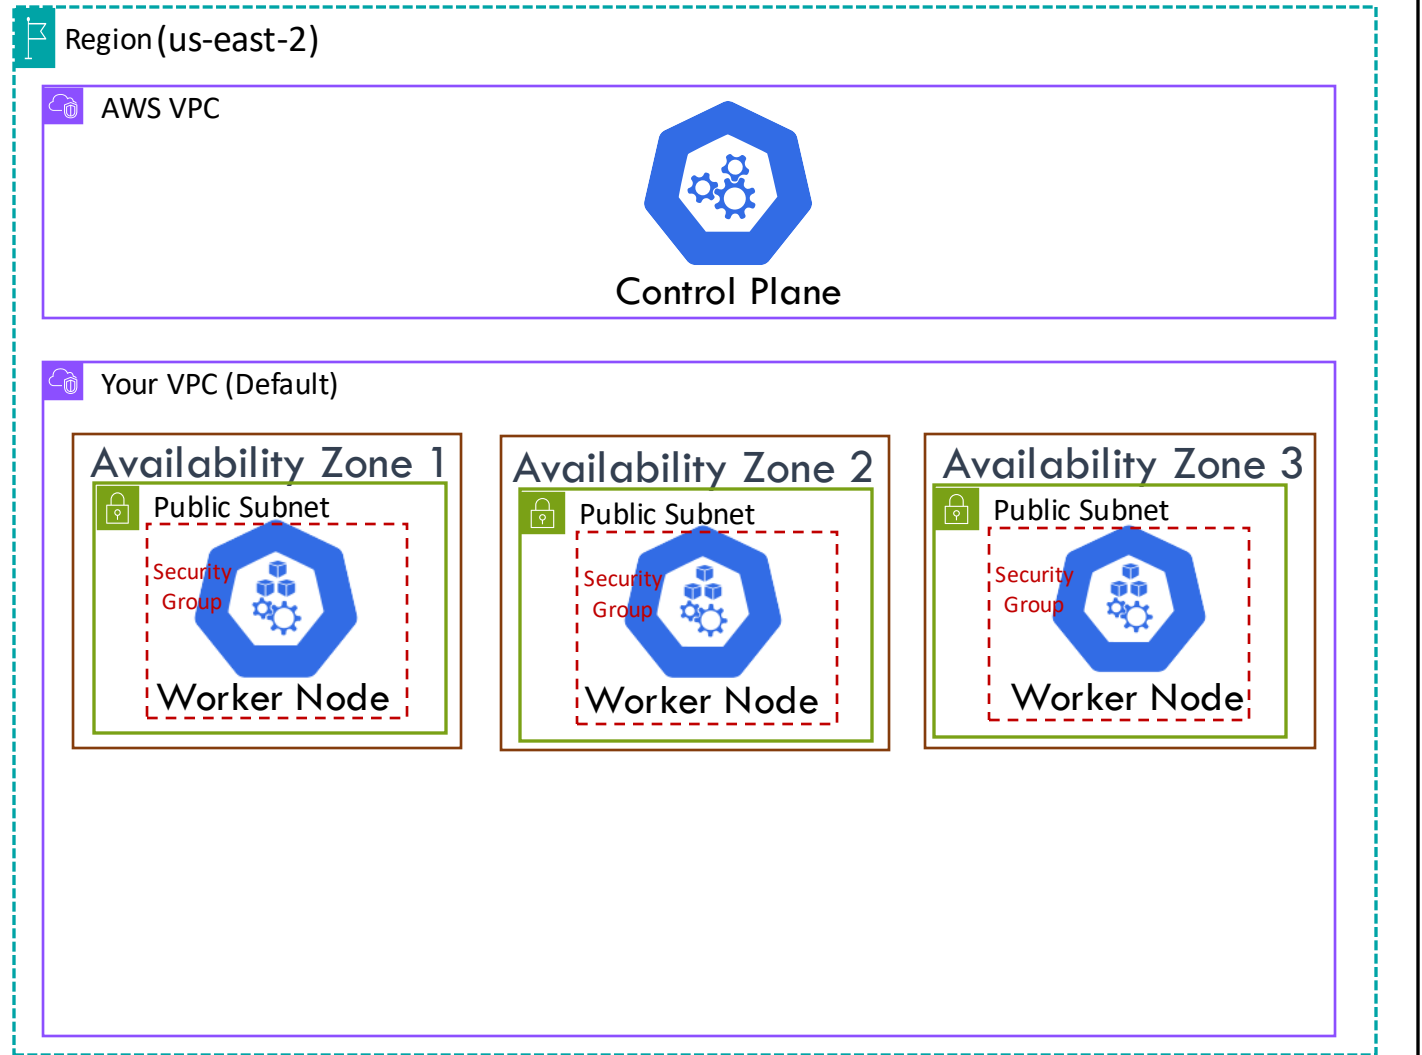 Region (us-east-2)
AWS VPC
Control Plane
Your VPC (Default)
Availability Zone 1
Public Subnet
Security
Group
Worker Node
Availability Zone 2
Public Subnet
Security
Group
Worker Node
Availability Zone 3
Public Subnet
Security
Group
Worker Node